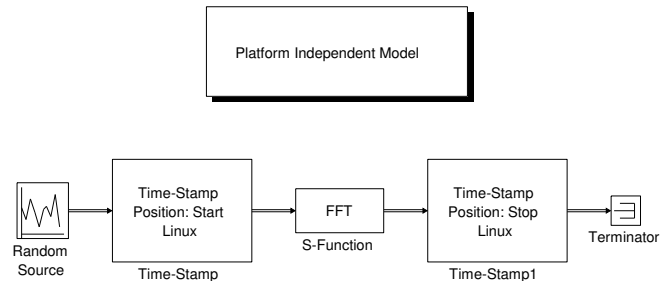 Platform Independent Model
Time-Stamp
Position: Start
Linux
FFT
Time-Stamp
Position: Stop
Linux
Random
Source
Time-Stamp
S-Function
Time-Stamp1
Terminator